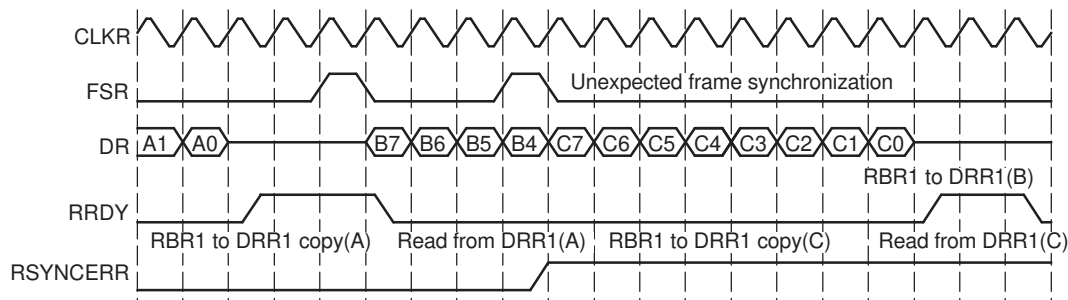 CLKR
FSR
Unexpected frame synchronization
DR A1 A0 B7 B6 B5 B4 C7 C6 C5 C4 C3 C2 C1 C0
RBR1 to DRR1(B)
RRDY
RBR1 to DRR1 copy(A) Read from DRR1(A) RBR1 to DRR1 copy(C) Read from DRR1(C)
RSYNCERR